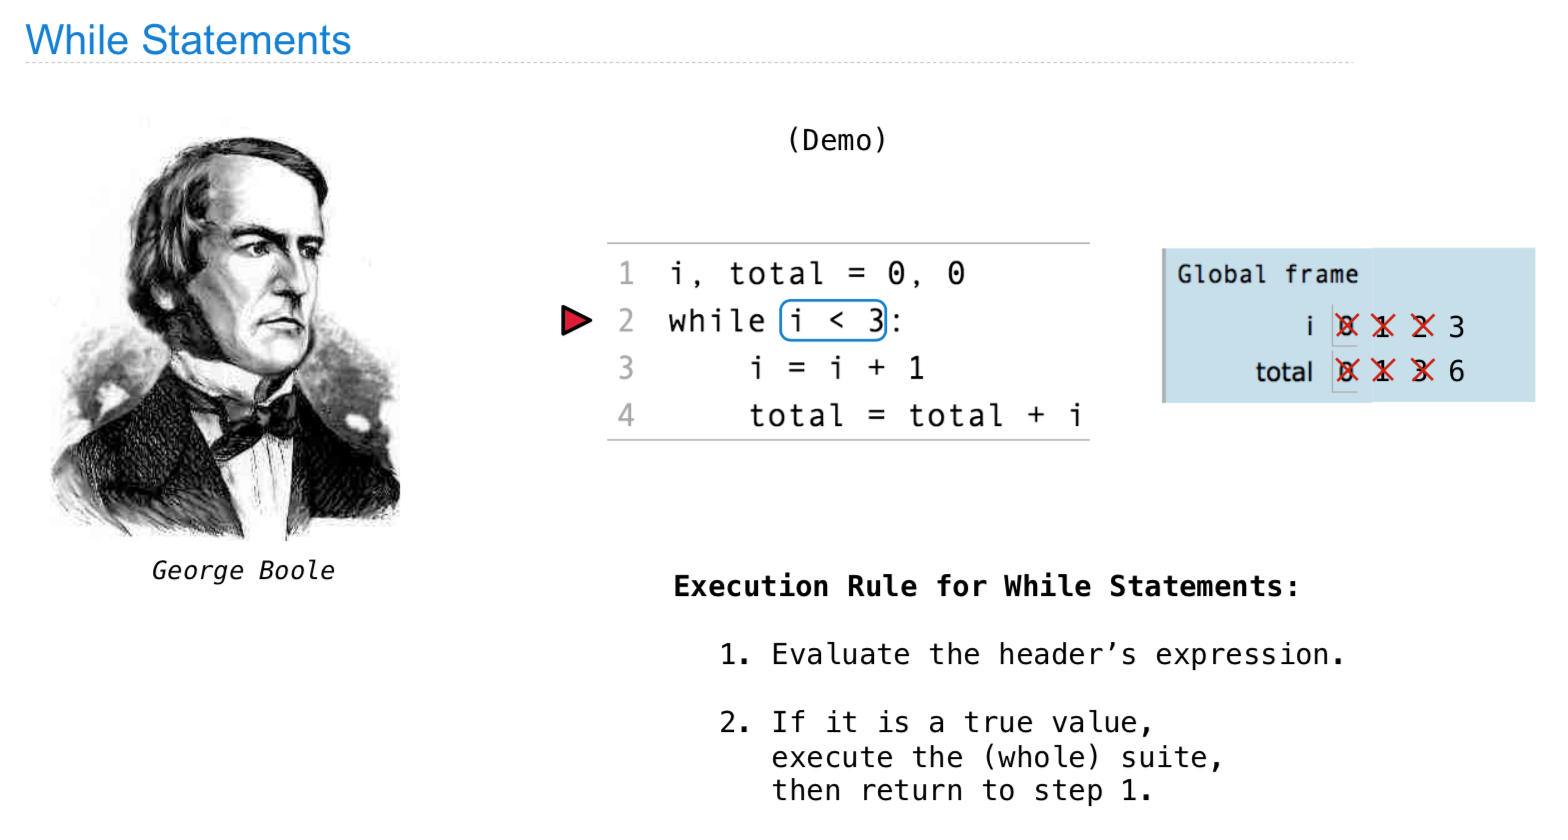 While Statements
(Demo)
1 i, total = 0, 0
2 while i < 3:
3 i = i + 1
4 total = total + i
Global frame
i 0 1 2 3
total 0 1 3 6
George Boole
Execution Rule for While Statements:
1. Evaluate the header’s expression.
2. If it is a true value,
execute the (whole) suite,
then return to step 1.